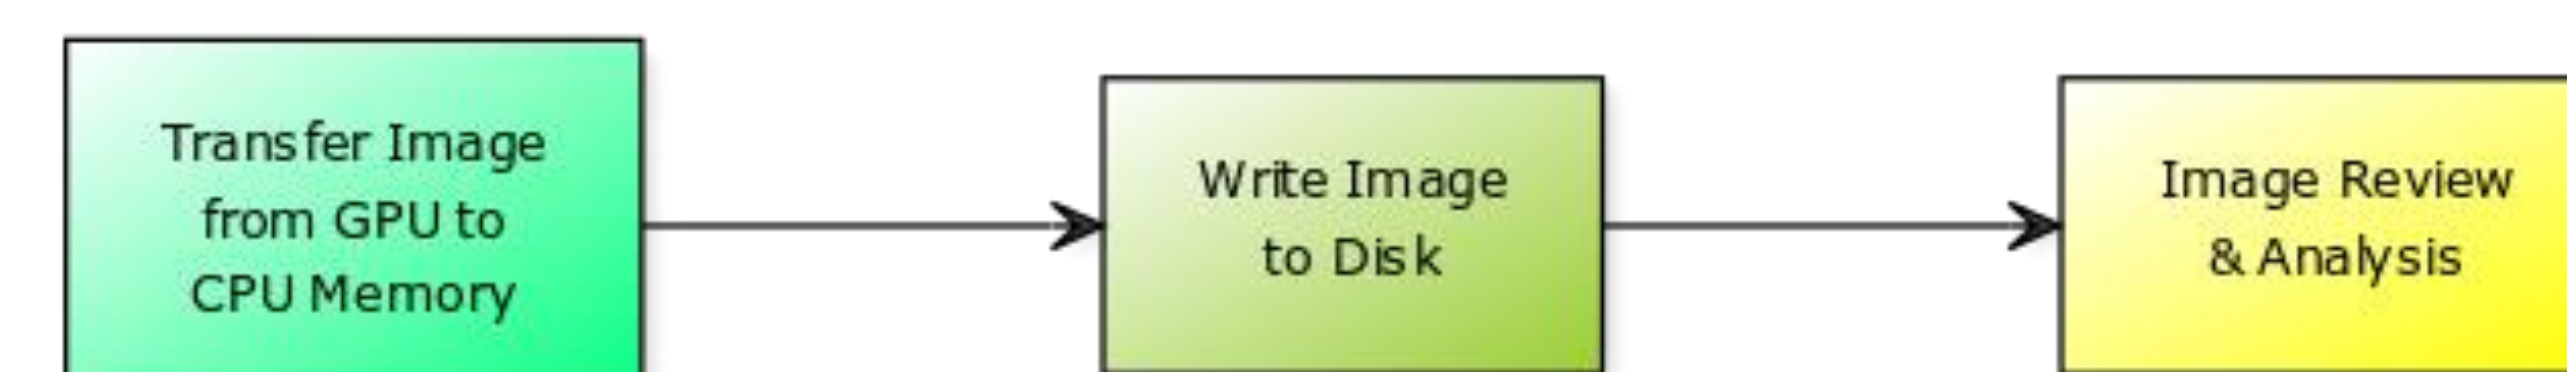 Transfer Image
from GPU to
CPU Memory
Write Image
to Disk
Image Review
& Analysis